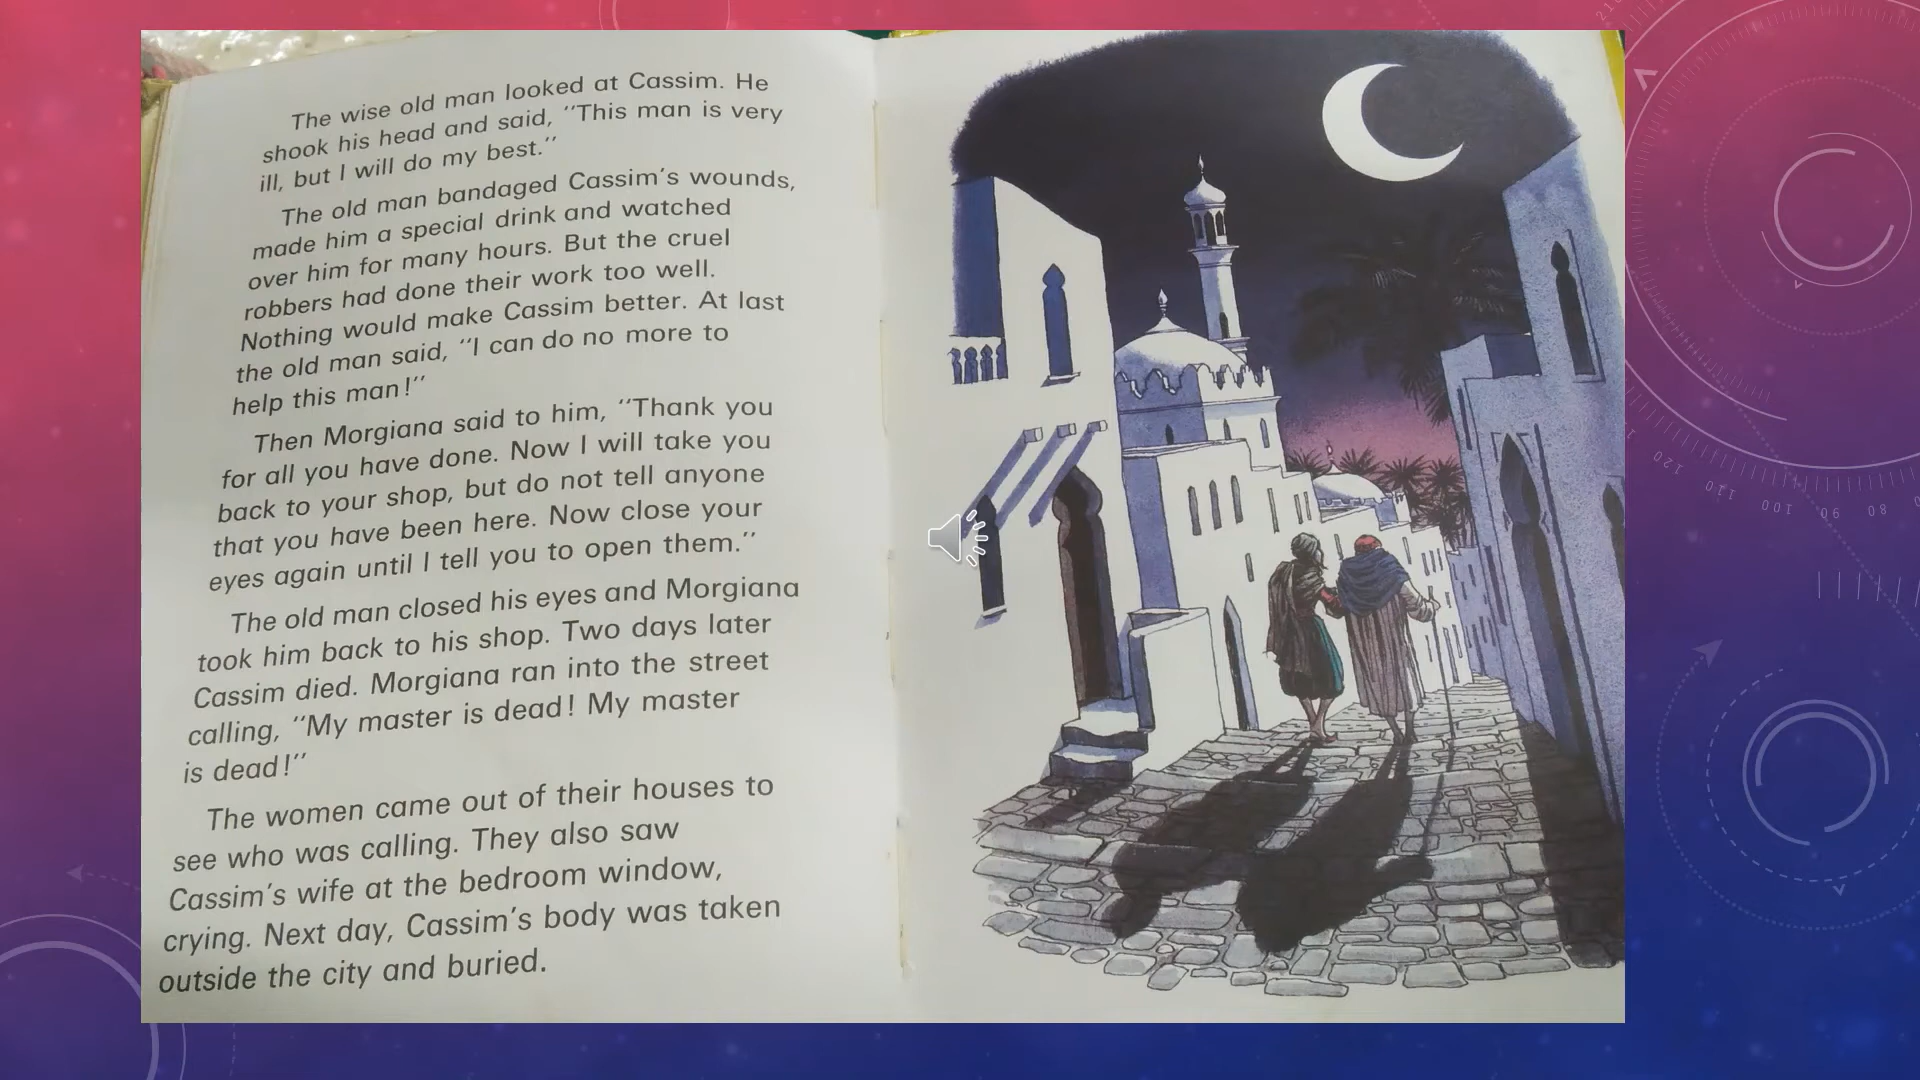 The wise old man looked at Cassim. He
shook his head and said, ‘‘This man is very
ill, but I will do my best.’’
The old man bandaged Cassim’s wounds,
made him a special drink and watched
over him for many hours. But the cruel
robbers had done their work too well.
Nothing would make Cassim better. At last
the old man said, ‘‘I can do no more to
help this man!’’
Then Morgiana said to him, ‘‘Thank you
for all you have done. Now I will take you
back to your shop, but do not tell anyone
that you have been here. Now close your
eyes again until I tell you to open them.’’
The old man closed his eyes and Morgiana
took him back to his shop. Two days later
Cassim died. Morgiana ran into the street
calling, ‘‘My master is dead! My master
is dead!’’
The women came out of their houses to
see who was calling. They also saw
Cassim’s wife at the bedroom window,
crying. Next day, Cassim’s body was taken
outside the city and buried.
210
120
110
100
90
80